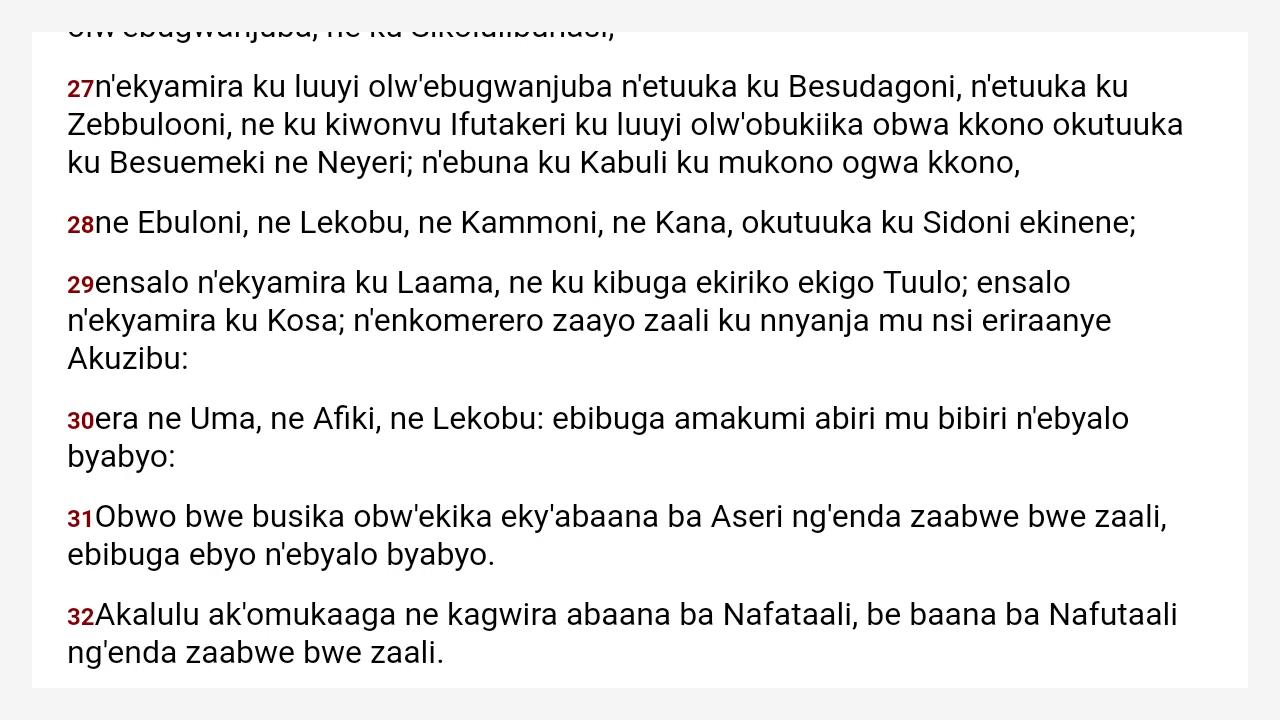 27n'ekyamira ku luuyi olw'ebugwanjuba n'etuuka ku Besudagoni, n'etuuka ku
Zebbulooni, ne ku kiwonvu Ifutakeri ku luuyi olw'obukiika obwa kkono okutuuka
ku Besuemeki ne Neyeri; n'ebuna ku Kabuli ku mukono ogwa kkono,
28ne Ebuloni, ne Lekobu, ne Kammoni, ne Kana, okutuuka ku Sidoni ekinene;
29ensalo n'ekyamira ku Laama, ne ku kibuga ekiriko ekigo Tuulo; ensalo
n'ekyamira ku Kosa; n'enkomerero zaayo zaali ku nnyanja mu nsi eriraanye
Akuzibu:
30era ne Uma, ne Afiki, ne Lekobu: ebibuga amakumi abiri mu bibiri n'ebyalo
byabyo:
31Obwo bwe busika obw'ekika eky'abaana ba Aseri ng'enda zaabwe bwe zaali,
ebibuga ebyo n'ebyalo byabyo.
32Akalulu ak'omukaaga ne kagwira abaana ba Nafataali, be baana ba Nafutaali
ng'enda zaabwe bwe zaali.